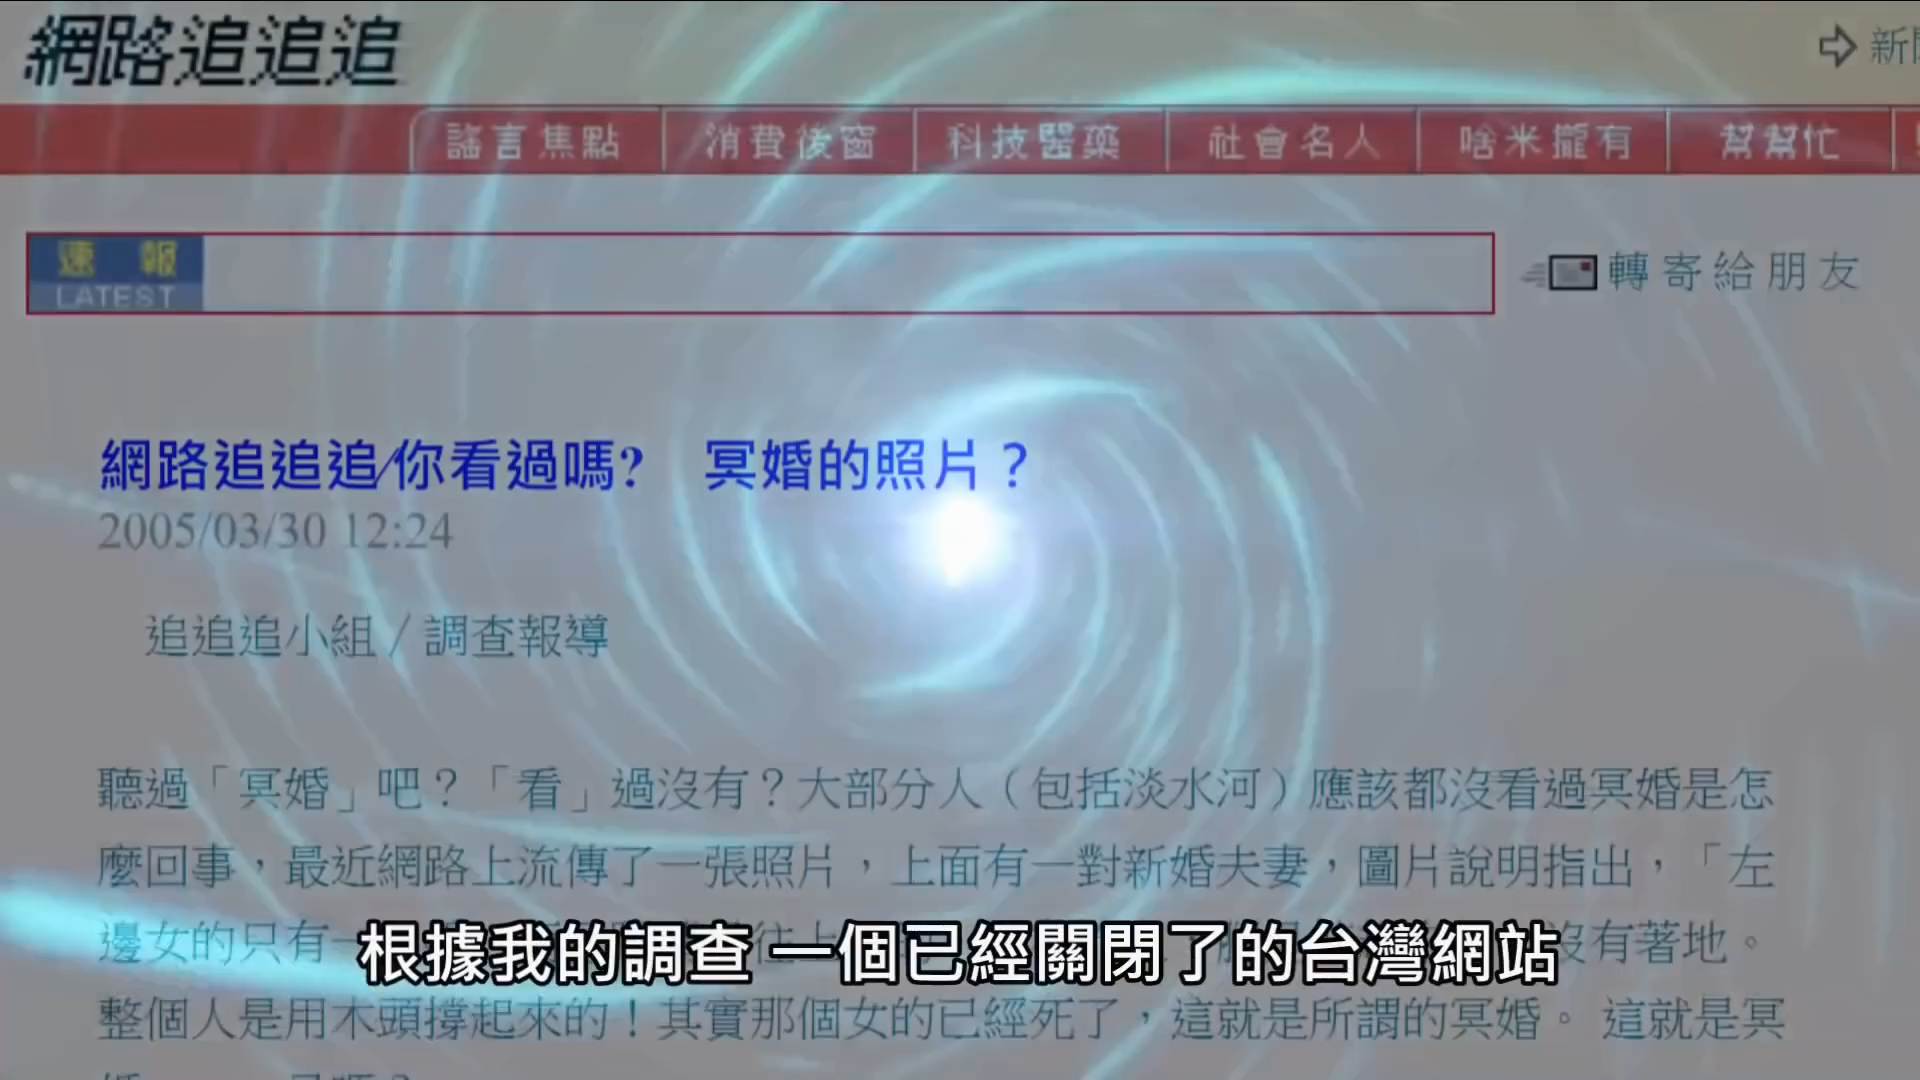 網路追追追
謠言焦點 消費後窗 科技醫藥 社會名人 啥米攏有 幫幫忙
速報
LATEST
轉寄給朋友
網路追追追/你看過嗎? 冥婚的照片？
2005/03/30 12:24
追追追小組／調查報導
聽過「冥婚」吧？「看」過沒有？大部分人（包括淡水河）應該都沒看過冥婚是怎
麼回事，最近網路上流傳了一張照片，上面有一對新婚夫妻，圖片說明指出，「左
邊女的只有 沒有著地。
根據我的調查 一個已經關閉了的台灣網站
整個人是用木頭撐起來的！其實那個女的已經死了，這就是所謂的冥婚。 這就是冥